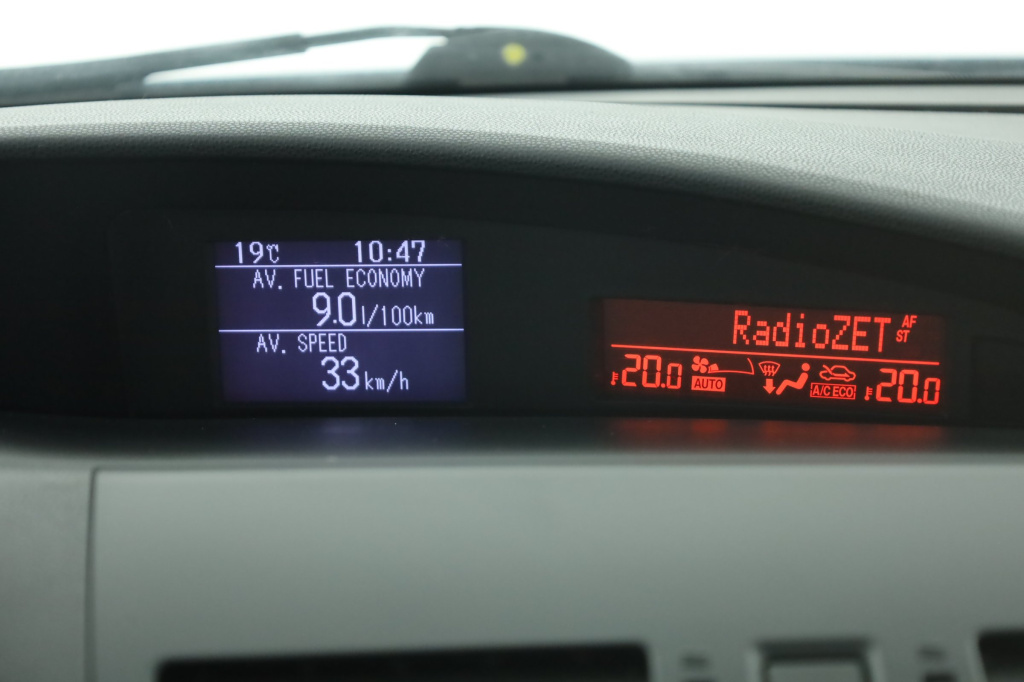 19℃ 10:47
AV. FUEL ECONOMY
9.0 l/100km
AV. SPEED
33 km/h
RadioZET AF
ST
20.0 AUTO A/C ECO 20.0